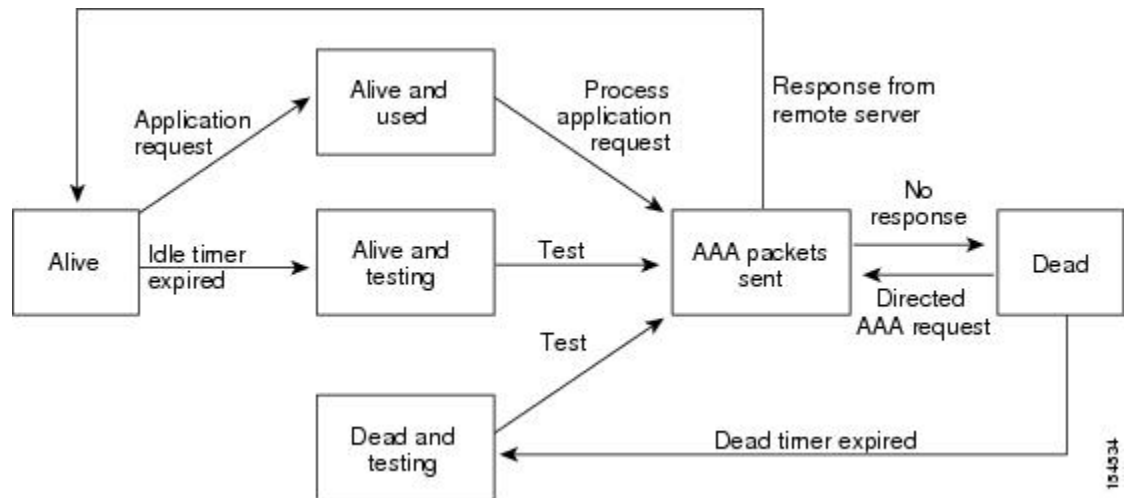 Alive and
used
Process
application
request
Response from
remote server
Application
request
No
response
Alive
Idle timer
expired
Alive and
testing
Test
AAA packets
sent
Dead
Directed
AAA request
Test
Dead and
testing
Dead timer expired
154534